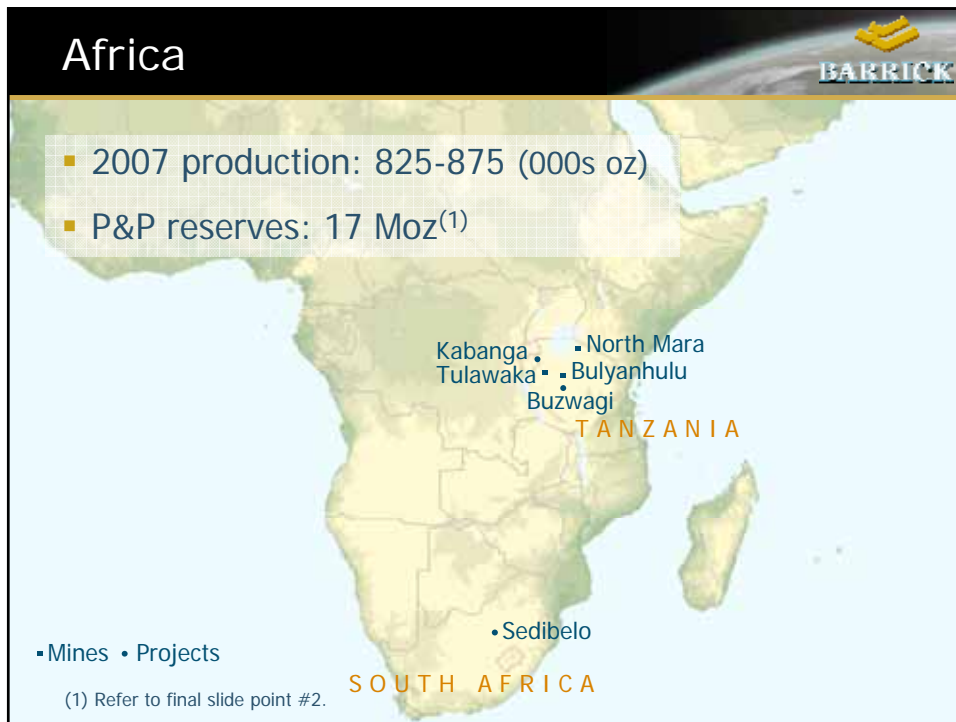 Africa
BARRICK
▪ 2007 production: 825-875 (000s oz)
▪ P&P reserves: 17 Moz(1)
▪ North Mara
Kabanga •
Tulawaka ▪ ▪ Bulyanhulu
•
Buzwagi
TANZANIA
• Sedibelo
▪ Mines • Projects
SOUTH AFRICA
(1) Refer to final slide point #2.